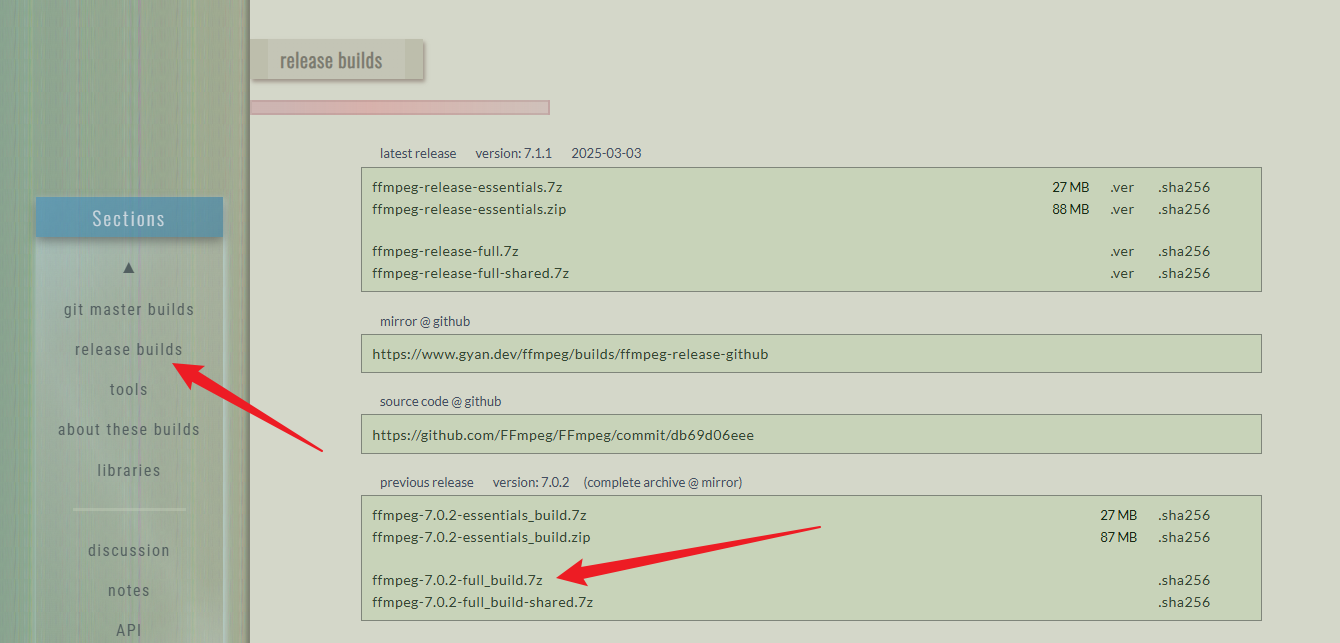 release builds
latest release version: 7.1.1 2025-03-03
ffmpeg-release-essentials.7z 27 MB .ver .sha256
ffmpeg-release-essentials.zip 88 MB .ver .sha256
ffmpeg-release-full.7z .ver .sha256
ffmpeg-release-full-shared.7z .ver .sha256
mirror @ github
https://www.gyan.dev/ffmpeg/builds/ffmpeg-release-github
source code @ github
https://github.com/FFmpeg/FFmpeg/commit/db69d06eee
previous release version: 7.0.2 (complete archive @ mirror)
ffmpeg-7.0.2-essentials_build.7z 27 MB .sha256
ffmpeg-7.0.2-essentials_build.zip 87 MB .sha256
ffmpeg-7.0.2-full_build.7z .sha256
ffmpeg-7.0.2-full_build-shared.7z .sha256
Sections
▲
git master builds
release builds
tools
about these builds
libraries
discussion
notes
API